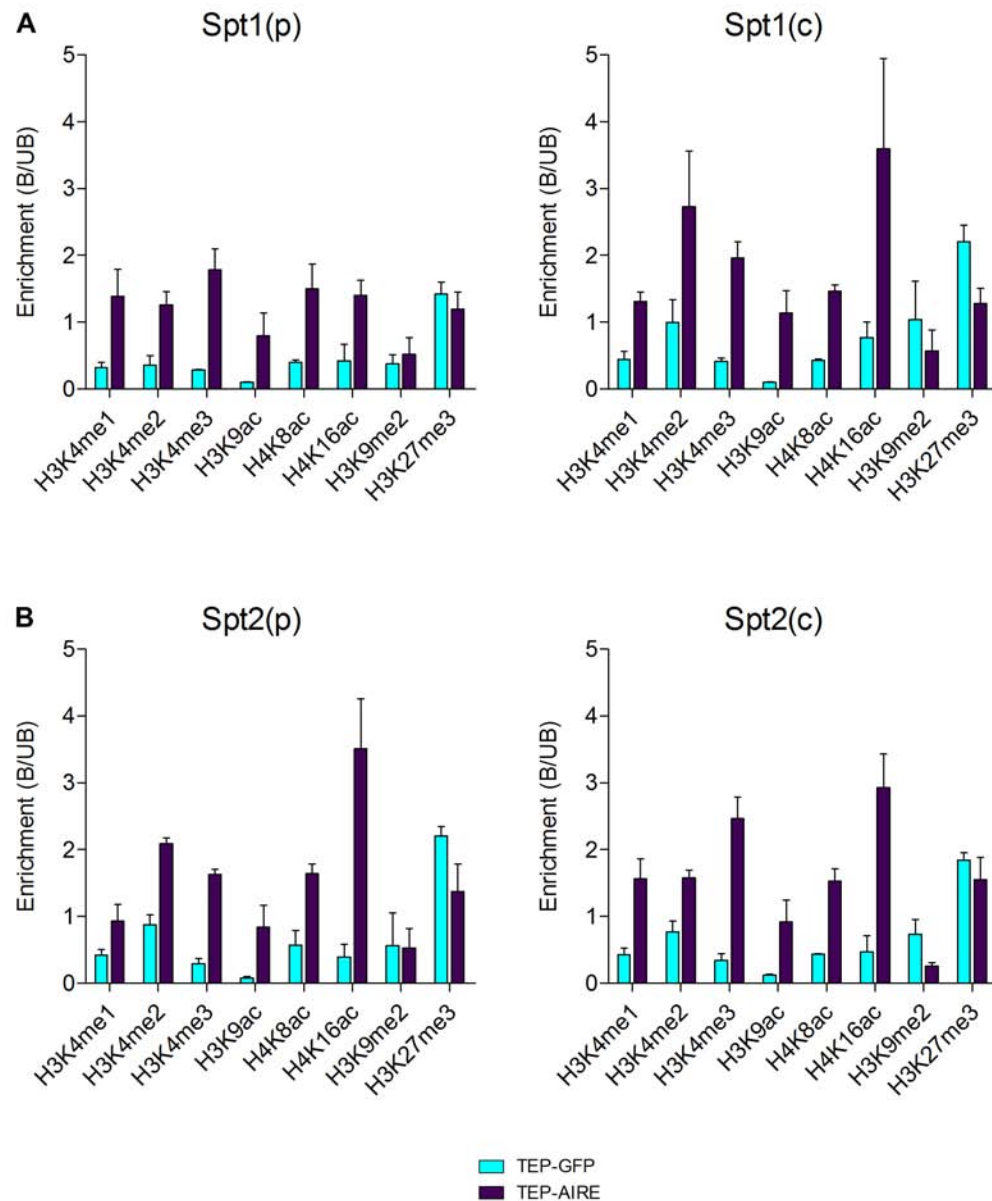 A
Spt1(p)
Spt1(c)
Enrichment (B/UB)
5
4
3
2
1
0
H3K4me1
H3K4me2
H3K4me3
H3K9ac
H4K8ac
H4K16ac
H3K9me2
H3K27me3
Enrichment (B/UB)
5
4
3
2
1
0
H3K4me1
H3K4me2
H3K4me3
H3K9ac
H4K8ac
H4K16ac
H3K9me2
H3K27me3
B
Spt2(p)
Spt2(c)
Enrichment (B/UB)
5
4
3
2
1
0
H3K4me1
H3K4me2
H3K4me3
H3K9ac
H4K8ac
H4K16ac
H3K9me2
H3K27me3
Enrichment (B/UB)
5
4
3
2
1
0
H3K4me1
H3K4me2
H3K4me3
H3K9ac
H4K8ac
H4K16ac
H3K9me2
H3K27me3
TEP-GFP
TEP-AIRE